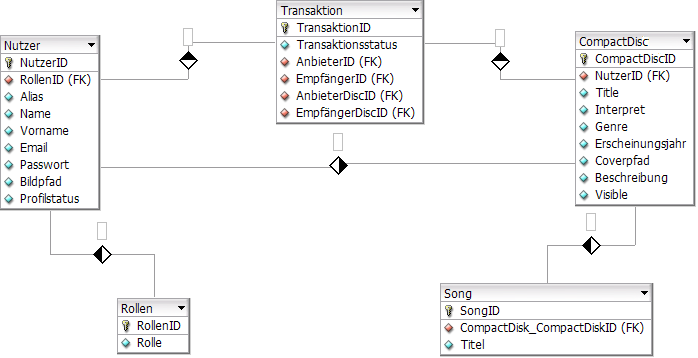 Transaktion
TransaktionID
Transaktionsstatus
AnbieterID (FK)
EmpfängerID (FK)
AnbieterDiscID (FK)
EmpfängerDiscID (FK)
Nutzer
NutzerID
RollenID (FK)
Alias
Name
Vorname
Email
Passwort
Bildpfad
Profilstatus
CompactDisc
CompactDiscID
NutzerID (FK)
Title
Interpret
Genre
Erscheinungsjahr
Coverpfad
Beschreibung
Visible
Rollen
RollenID
Rolle
Song
SongID
CompactDisk_CompactDiskID (FK)
Titel